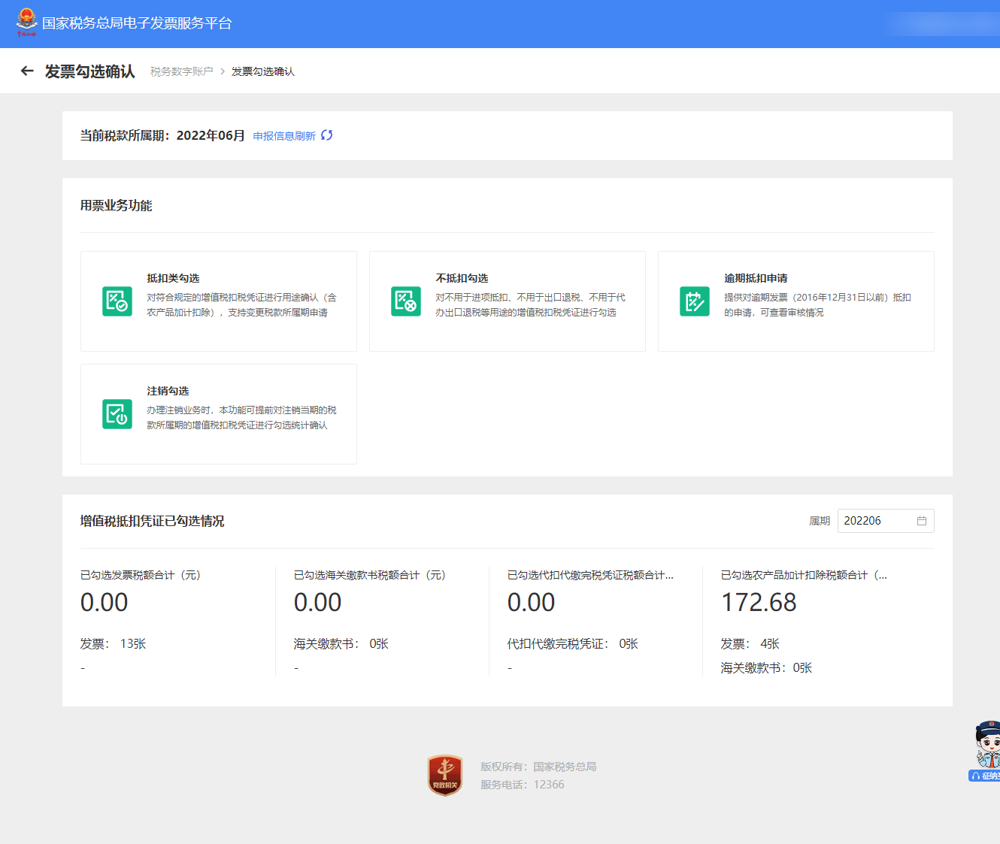 国家税务总局电子发票服务平台
发票勾选确认 税务数字账户 > 发票勾选确认
当前税款所属期：2022年06月 申报信息刷新
用票业务功能
抵扣类勾选
对符合规定的增值税扣税凭证进行用途确认（含
农产品加计扣除），支持变更税款所属期申请
不抵扣勾选
对不用于进项抵扣、不用于出口退税、不用于代
办出口退税等用途的增值税扣税凭证进行勾选
逾期抵扣申请
提供对逾期发票（2016年12月31日以前）抵扣
的申请，可查看审核情况
注销勾选
办理注销业务时，本功能可提前对注销当期的税
款所属期的增值税扣税凭证进行勾选统计确认
增值税抵扣凭证已勾选情况
属期 202206
已勾选发票税额合计（元）
0.00
发票： 13张
-
已勾选海关缴款书税额合计（元）
0.00
海关缴款书： 0张
-
已勾选代扣代缴完税凭证税额合计...
0.00
代扣代缴完税凭证： 0张
-
已勾选农产品加计扣除税额合计（...
172.68
发票： 4张
海关缴款书：0张
党政机关
版权所有：国家税务总局
服务电话：12366
征纳